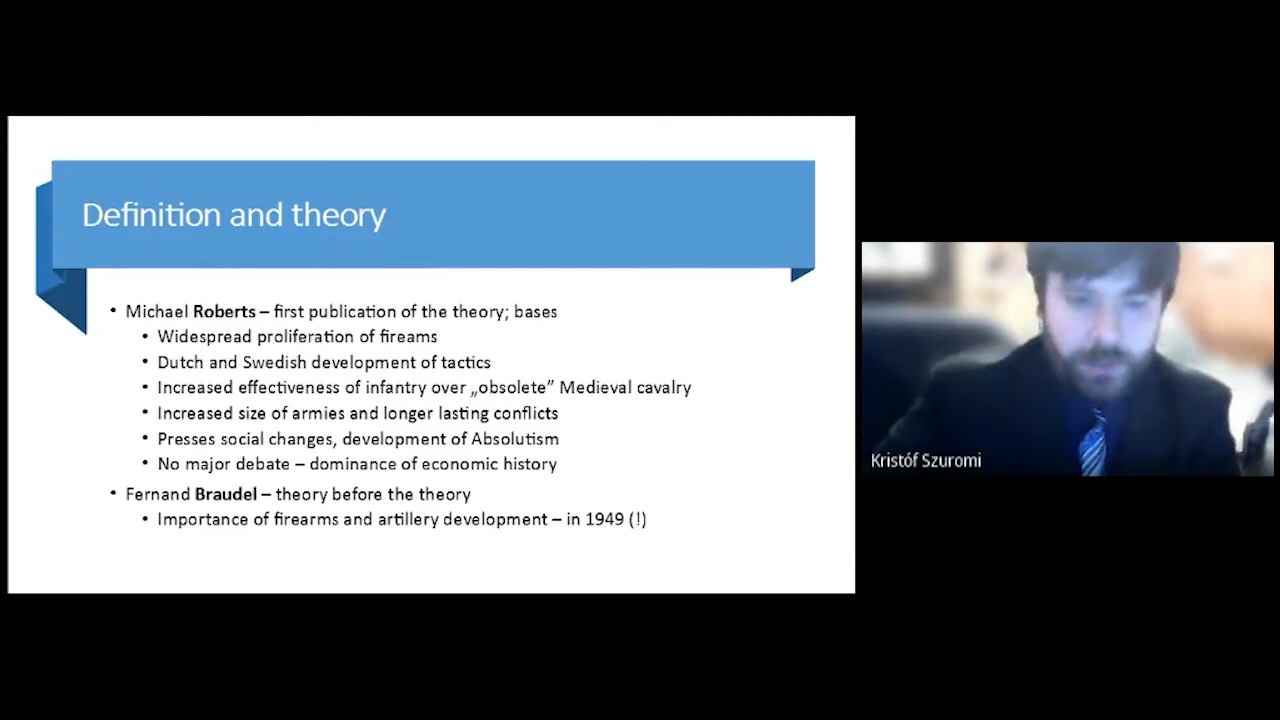 Definition and theory
• Michael Roberts – first publication of the theory; bases
• Widespread proliferation of fireams
• Dutch and Swedish development of tactics
• Increased effectiveness of infantry over „obsolete” Medieval cavalry
• Increased size of armies and longer lasting conflicts
• Presses social changes, development of Absolutism
• No major debate – dominance of economic history
• Fernand Braudel – theory before the theory
• Importance of firearms and artillery development – in 1949 (!)
Kristóf Szuromi